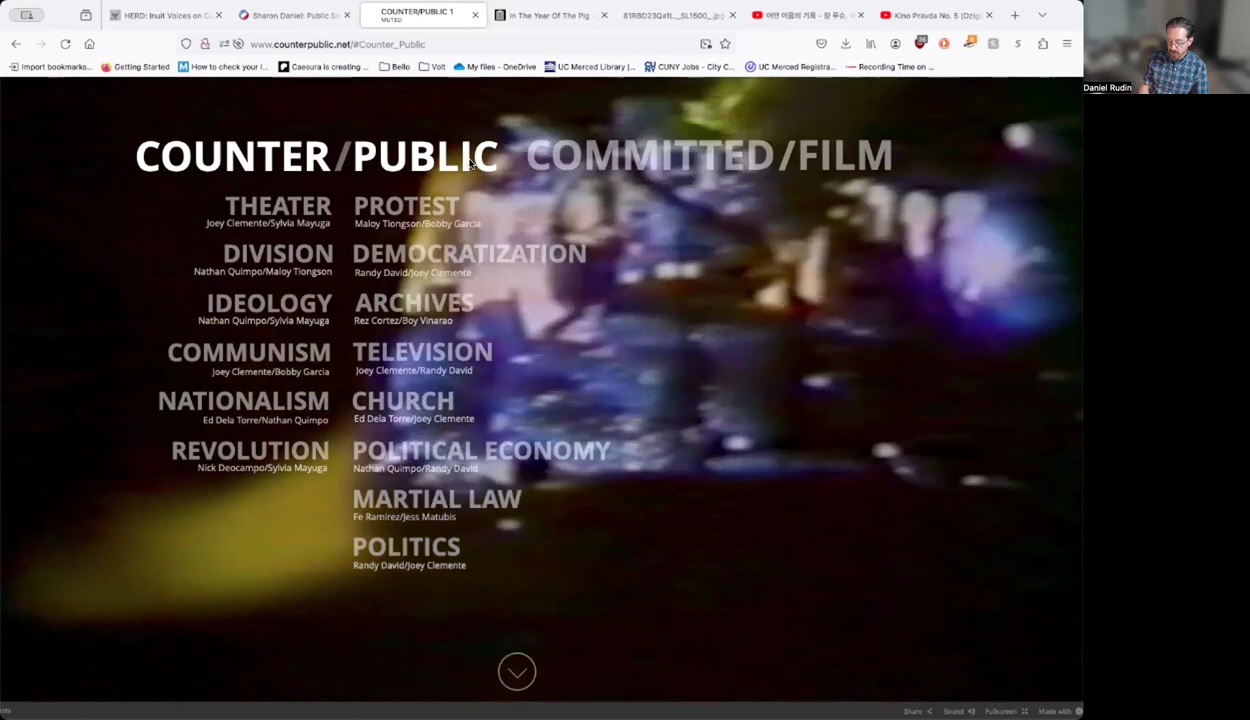 HERD: Inuit Voices on C
Sharon Daniel: Public Se
COUNTER/PUBLIC 1
MUTED
In The Year Of The Pig
81RBD23Qa1L._SL1500_.jpg
Kino Pravda No. 5 (Dzig
www.counterpublic.net/#Counter_Public
Import bookmarks...
Getting Started
How to check your I...
Caesura is creating ...
Bello
Volt
My files - OneDrive
UC Merced Library |...
CUNY Jobs - City C...
UC Merced Registra...
Recording Time on ...
Daniel Rudin
COUNTER/PUBLIC COMMITTED/FILM
THEATER PROTEST
Joey Clemente/Sylvia Mayuga Maloy Tiongson/Bobby Garcia
DIVISION DEMOCRATIZATION
Nathan Quimpo/Maloy Tiongson Randy David/Joey Clemente
IDEOLOGY ARCHIVES
Nathan Quimpo/Sylvia Mayuga Rez Cortez/Boy Vinarao
COMMUNISM TELEVISION
Joey Clemente/Bobby Garcia Joey Clemente/Randy David
NATIONALISM CHURCH
Ed Dela Torre/Nathan Quimpo Ed Dela Torre/Joey Clemente
REVOLUTION POLITICAL ECONOMY
Nick Deocampo/Sylvia Mayuga Nathan Quimpo/Randy David
MARTIAL LAW
Fe Ramirez/Jess Matubis
POLITICS
Randy David/Joey Clemente
Share Sound Fullscreen Made with